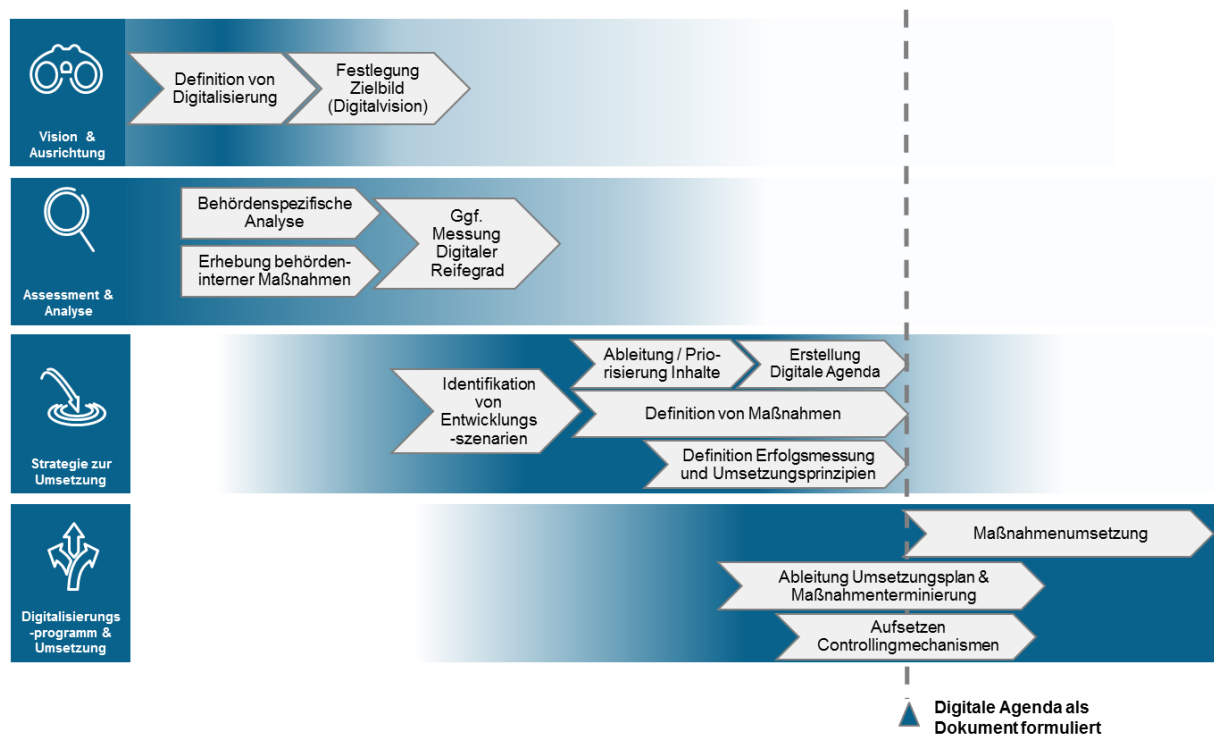 Vision &
Ausrichtung
Definition von
Digitalisierung
Festlegung
Zielbild
(Digitalvision)
Assessment &
Analyse
Behördenspezifische
Analyse
Erhebung behörden-
interner Maßnahmen
Ggf.
Messung
Digitaler
Reifegrad
Strategie zur
Umsetzung
Identifikation
von
Entwicklungs
-szenarien
Ableitung / Prio-
risierung Inhalte
Erstellung
Digitale Agenda
Definition von Maßnahmen
Definition Erfolgsmessung
und Umsetzungsprinzipien
Digitalisierungs
-programm &
Umsetzung
Maßnahmenumsetzung
Ableitung Umsetzungsplan &
Maßnahmenterminierung
Aufsetzen
Controllingmechanismen
Digitale Agenda als
Dokument formuliert